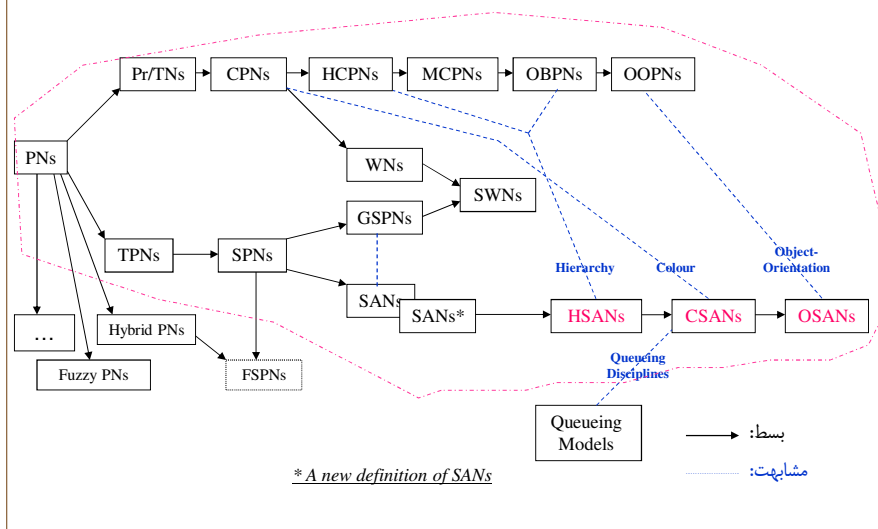 Pr/TNs
CPNs
HCPNs
MCPNs
OBPNs
OOPNs
PNs
WNs
SWNs
GSPNs
TPNs
SPNs
Hierarchy
Colour
Object-
Orientation
SANs
SANs*
HSANs
CSANs
OSANs
...
Hybrid PNs
Fuzzy PNs
FSPNs
Queueing
Disciplines
Queueing
Models
بسط:
مشابهت:
* A new definition of SANs